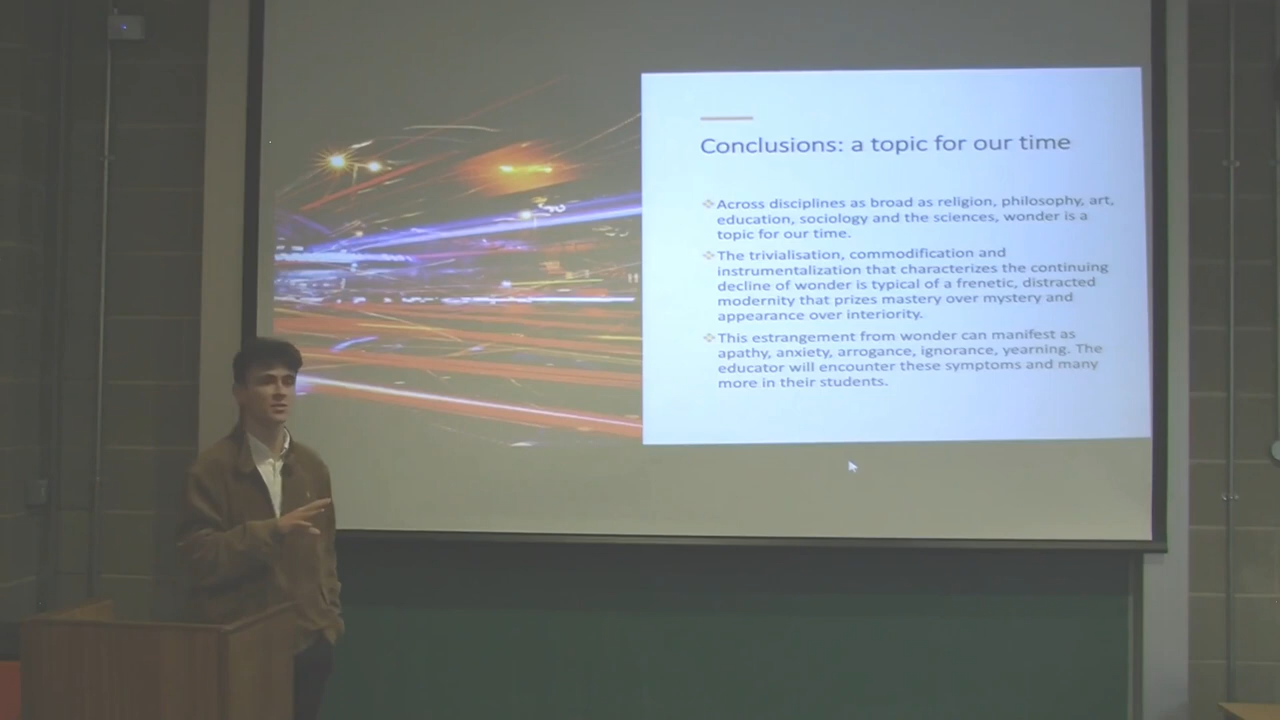 Conclusions: a topic for our time
Across disciplines as broad as religion, philosophy, art,
education, sociology and the sciences, wonder is a
topic for our time.
The trivialisation, commodification and
instrumentalization that characterizes the continuing
decline of wonder is typical of a frenetic, distracted
modernity that prizes mastery over mystery and
appearance over interiority.
This estrangement from wonder can manifest as
apathy, anxiety, arrogance, ignorance, yearning. The
educator will encounter these symptoms and many
more in their students.